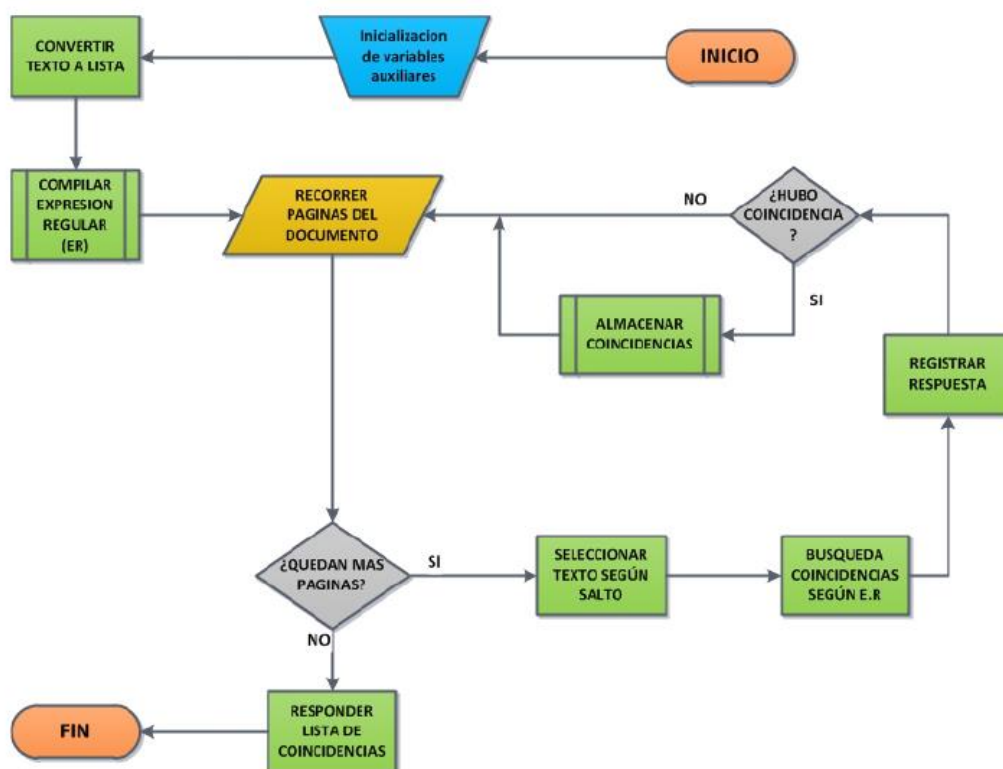 INICIO
Inicializacion
de variables
auxiliares
CONVERTIR
TEXTO A LISTA
COMPILAR
EXPRESION
REGULAR
(ER)
RECORRER
PAGINAS DEL
DOCUMENTO
NO
¿HUBO
COINCIDENCIA
?
SI
ALMACENAR
COINCIDENCIAS
REGISTRAR
RESPUESTA
¿QUEDAN MAS
PAGINAS?
SI
SELECCIONAR
TEXTO SEGÚN
SALTO
BUSQUEDA
COINCIDENCIAS
SEGÚN E.R
NO
RESPONDER
LISTA DE
COINCIDENCIAS
FIN